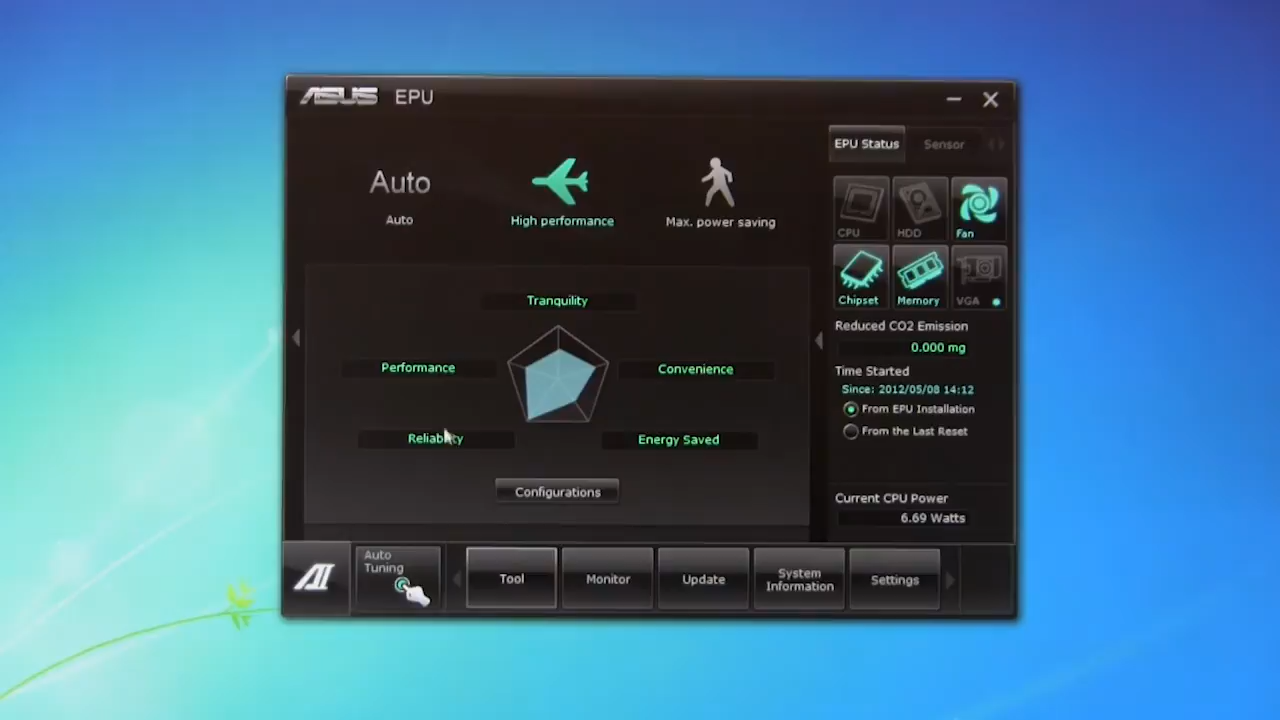 ASUS EPU
EPU Status Sensor
Auto
Auto
High performance
Max. power saving
CPU HDD Fan
Chipset Memory VGA
Tranquility
Performance
Convenience
Reliability
Energy Saved
Configurations
Reduced CO2 Emission
0.000 mg
Time Started
Since: 2012/05/08 14:12
From EPU Installation
From the Last Reset
Current CPU Power
6.69 Watts
AI
Auto
Tuning
Tool
Monitor
Update
System
Information
Settings